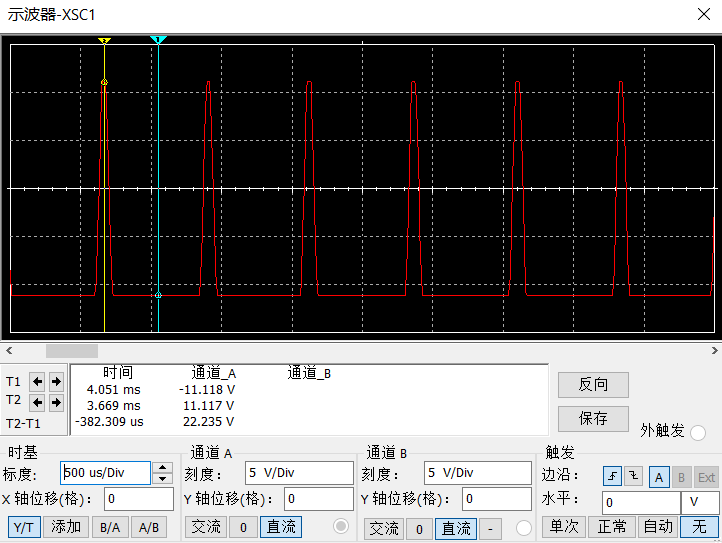 示波器-XSC1
2 1
时间 通道_A 通道_B
T1 4.051 ms -11.118 V
T2 3.669 ms 11.117 V
T2-T1 -382.309 us 22.235 V
反向
保存
外触发
时基 通道 A 通道 B 触发
标度: 500 us/Div 刻度: 5 V/Div 刻度: 5 V/Div 边沿: A B Ext
X 轴位移(格): 0 Y 轴位移(格): 0 Y 轴位移(格): 0 水平: 0 V
Y/T 添加 B/A A/B 交流 0 直流 交流 0 直流 - 单次 正常 自动 无